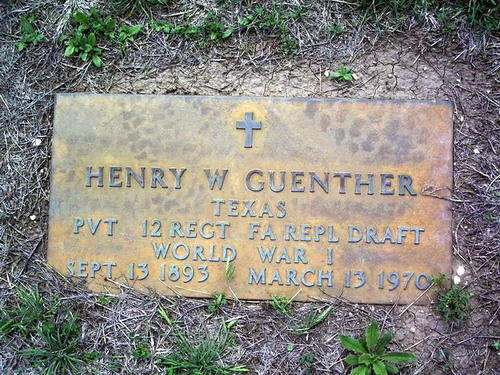 HENRY W GUENTHER
TEXAS
PVT 12 REGT FA REPL DRAFT
WORLD WAR I
SEPT 13 1893 MARCH 13 1970